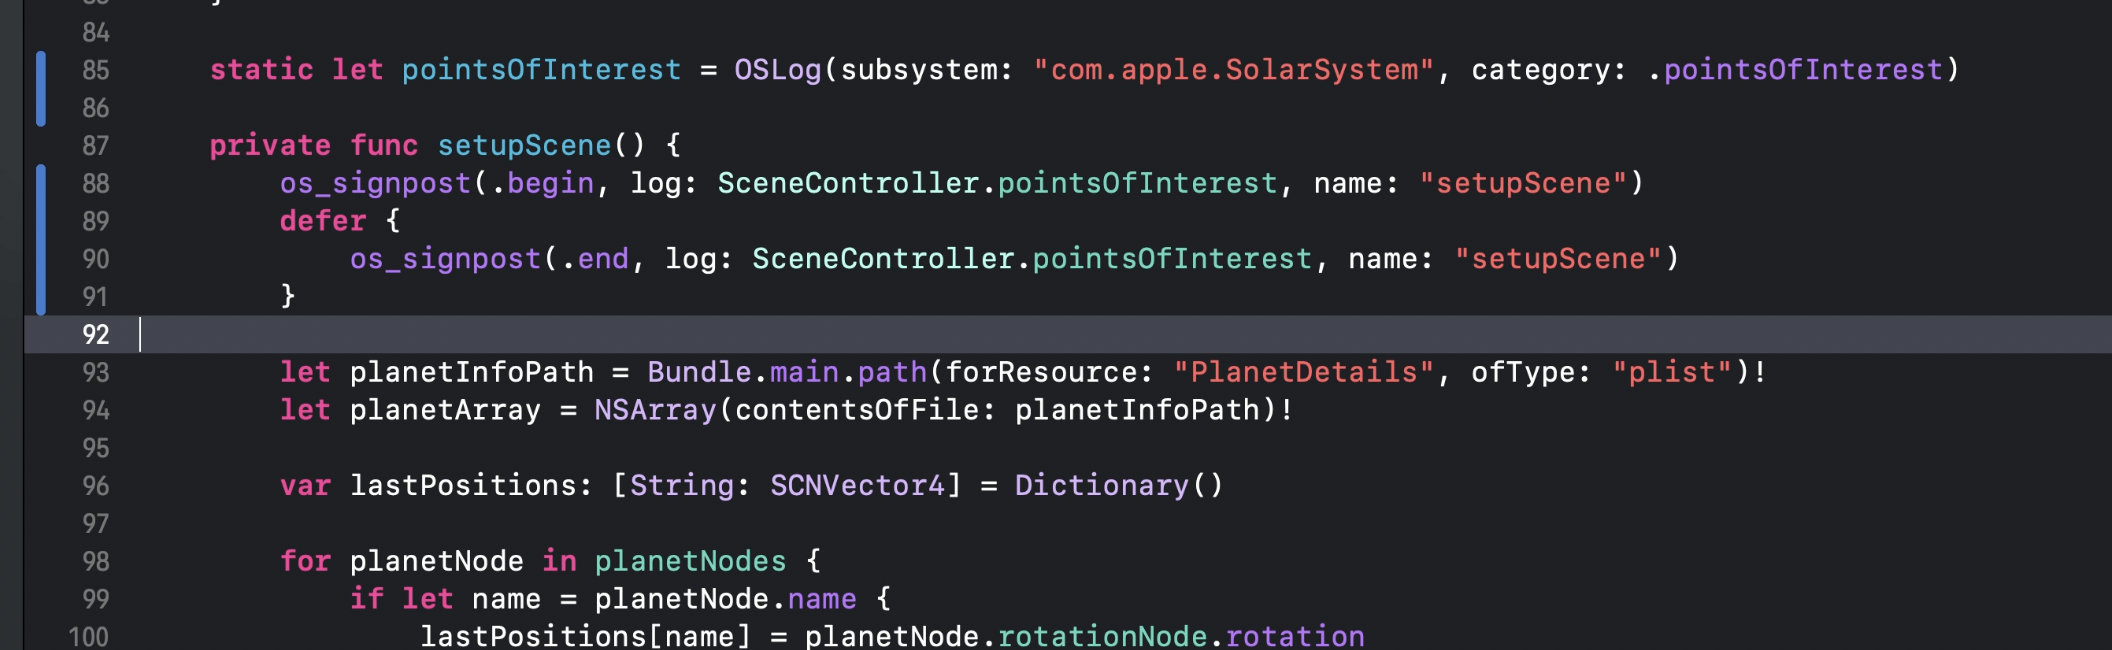 84
85 static let pointsOfInterest = OSLog(subsystem: "com.apple.SolarSystem", category: .pointsOfInterest)
86
87 private func setupScene() {
88 os_signpost(.begin, log: SceneController.pointsOfInterest, name: "setupScene")
89 defer {
90 os_signpost(.end, log: SceneController.pointsOfInterest, name: "setupScene")
91 }
92
93 let planetInfoPath = Bundle.main.path(forResource: "PlanetDetails", ofType: "plist")!
94 let planetArray = NSArray(contentsOfFile: planetInfoPath)!
95
96 var lastPositions: [String: SCNVector4] = Dictionary()
97
98 for planetNode in planetNodes {
99 if let name = planetNode.name {
100 lastPositions[name] = planetNode.rotationNode.rotation